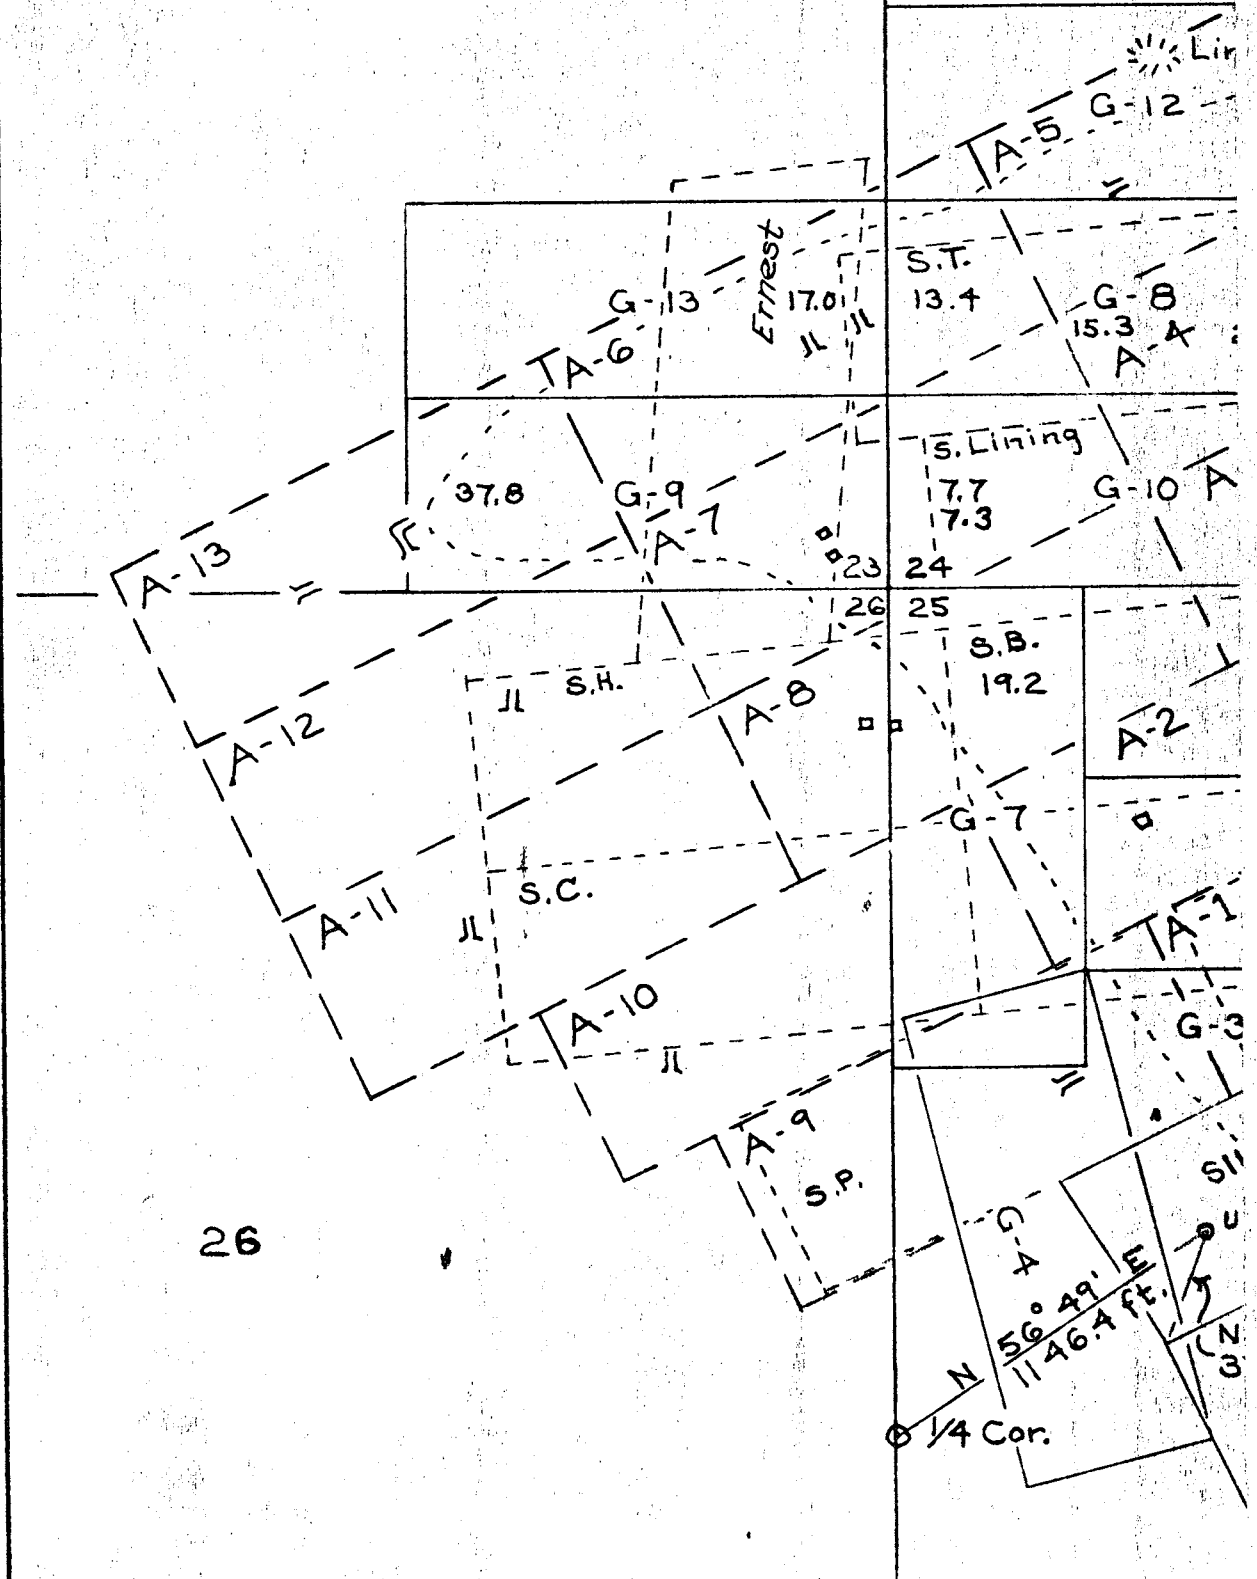 Lin
G-12
A-5
Ernest
S.T.
G-13
17.0
13.4
G-8
15.3
A-4
A-6
S. Lining
37.8
G-9
7.7
G-10
A
7.3
A-7
A-13
23
24
26
25
S.B.
S.H.
19.2
A-8
A-2
A-12
G-7
S.C.
A-11
A-1
A-10
G-3
A-9
S.P.
26
G-4
U
N 56° 49' E
1146.4 ft.
(N
3
1/4 Cor.